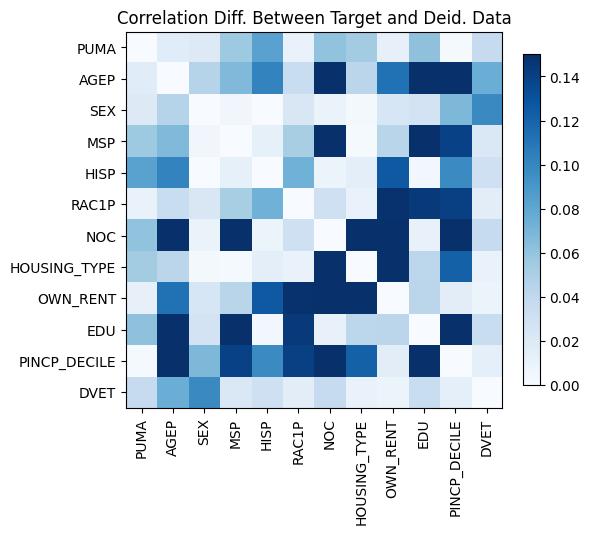 Correlation Diff. Between Target and Deid. Data
PUMA
AGEP
SEX
MSP
HISP
RAC1P
NOC
HOUSING_TYPE
OWN_RENT
EDU
PINCP_DECILE
DVET
PUMA
AGEP
SEX
MSP
HISP
RAC1P
NOC
HOUSING_TYPE
OWN_RENT
EDU
PINCP_DECILE
DVET
0.14
0.12
0.10
0.08
0.06
0.04
0.02
0.00